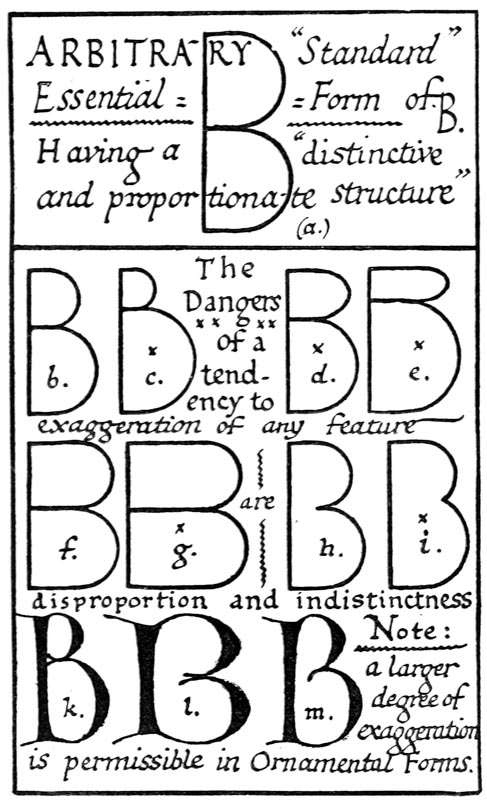 ARBITRARY “Standard”
Essential = B = Form of B.
Having a “distinctive
and proportionate structure”
(a.)
The
Dangers
x x x x
b. x c. of a x d. x e.
tend-
ency to
exaggeration of any feature
f. x g. are h. x i.
disproportion and indistinctness
Note:
a larger
k. l. m. degree of
exaggeration
is permissible in Ornamental Forms.